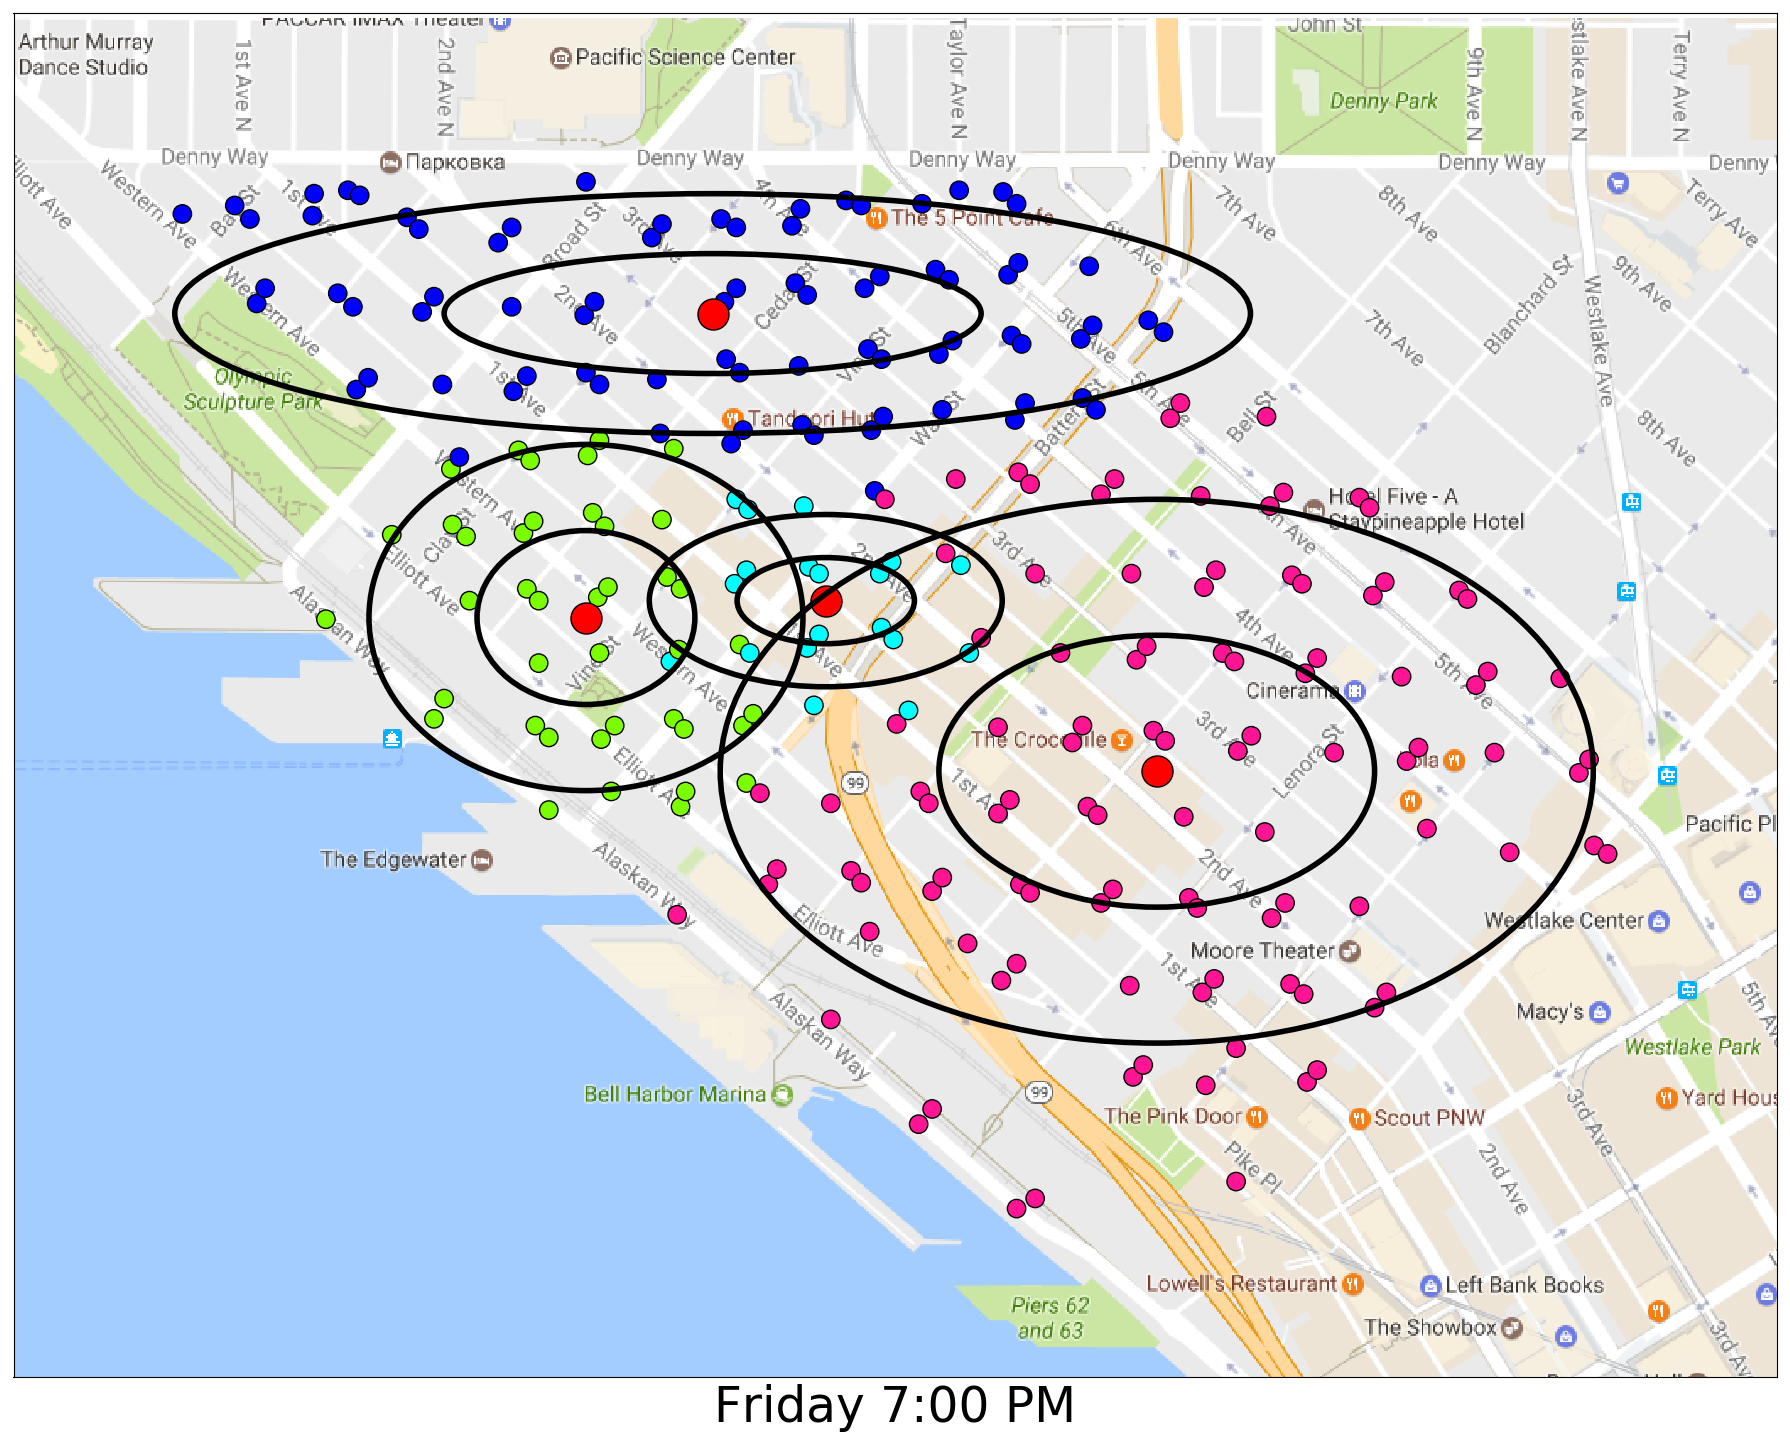 PACCAR IMAX Theater
John St
Arthur Murray
Dance Studio
1st Ave N
2nd Ave N
Pacific Science Center
Taylor Ave N
Denny Park
9th Ave N
Westlake Ave N
Terry Ave N
Denny Way
Парковка
Denny Way
Denny Way
Denny Way
Denny Way
Denny
Elliott Ave
Western Ave
1st Ave
Broad St
3rd Ave
4th Ave
The 5 Point Cafe
6th Ave
7th Ave
8th Ave
Terry Ave
9th Ave
Western Ave
2nd Ave
Cedar St
5th Ave
7th Ave
Blanchard St
Westlake Ave
Olympic
Sculpture Park
1st Ave
Vine St
5th Ave
Tandoori Hut
Wall St
Battery St
Bell St
8th Ave
Western Ave
Hotel Five - A
Staypineapple Hotel
Clay St
Elliott Ave
2nd Ave
3rd Ave
4th Ave
Alaskan Way
Vine St
Western Ave
4th Ave
5th Ave
Cinerama
The Crocodile
3rd Ave
Lenora St
Lola
Elliott Ave
99
1st Ave
Pacific Pl
The Edgewater
Alaskan Way
2nd Ave
Elliott Ave
Westlake Center
Moore Theater
1st Ave
5th Ave
Macy's
Alaskan Way
Westlake Park
Bell Harbor Marina
99
The Pink Door
Scout PNW
Yard Hous
3rd Ave
Pike Pl
2nd Ave
Lowell's Restaurant
Left Bank Books
Piers 62
and 63
The Showbox
3rd Ave
Friday 7:00 PM